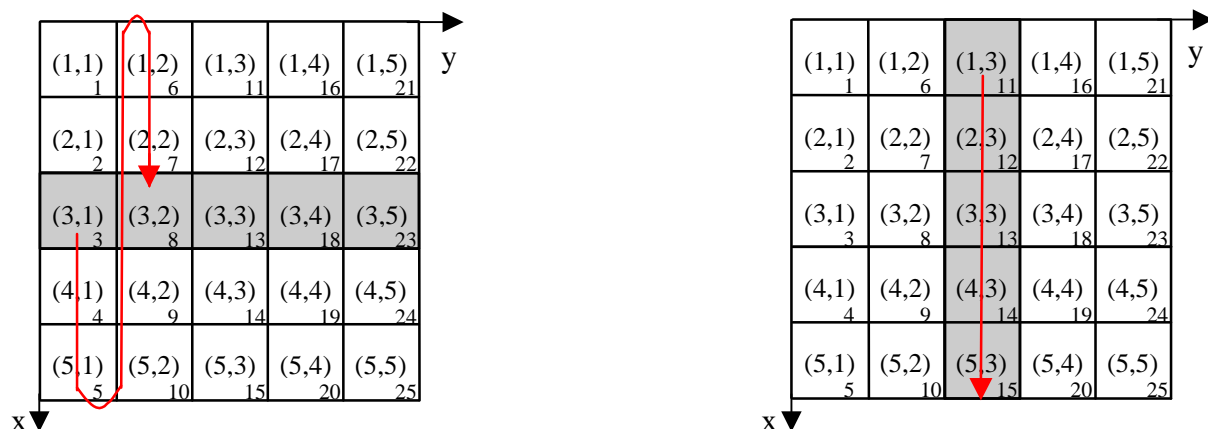 y
(1,1) (1,2) (1,3) (1,4) (1,5)
1 6 11 16 21
(2,1) (2,2) (2,3) (2,4) (2,5)
2 7 12 17 22
(3,1) (3,2) (3,3) (3,4) (3,5)
3 8 13 18 23
(4,1) (4,2) (4,3) (4,4) (4,5)
4 9 14 19 24
(5,1) (5,2) (5,3) (5,4) (5,5)
5 10 15 20 25
x
y
(1,1) (1,2) (1,3) (1,4) (1,5)
1 6 11 16 21
(2,1) (2,2) (2,3) (2,4) (2,5)
2 7 12 17 22
(3,1) (3,2) (3,3) (3,4) (3,5)
3 8 13 18 23
(4,1) (4,2) (4,3) (4,4) (4,5)
4 9 14 19 24
(5,1) (5,2) (5,3) (5,4) (5,5)
5 10 15 20 25
x